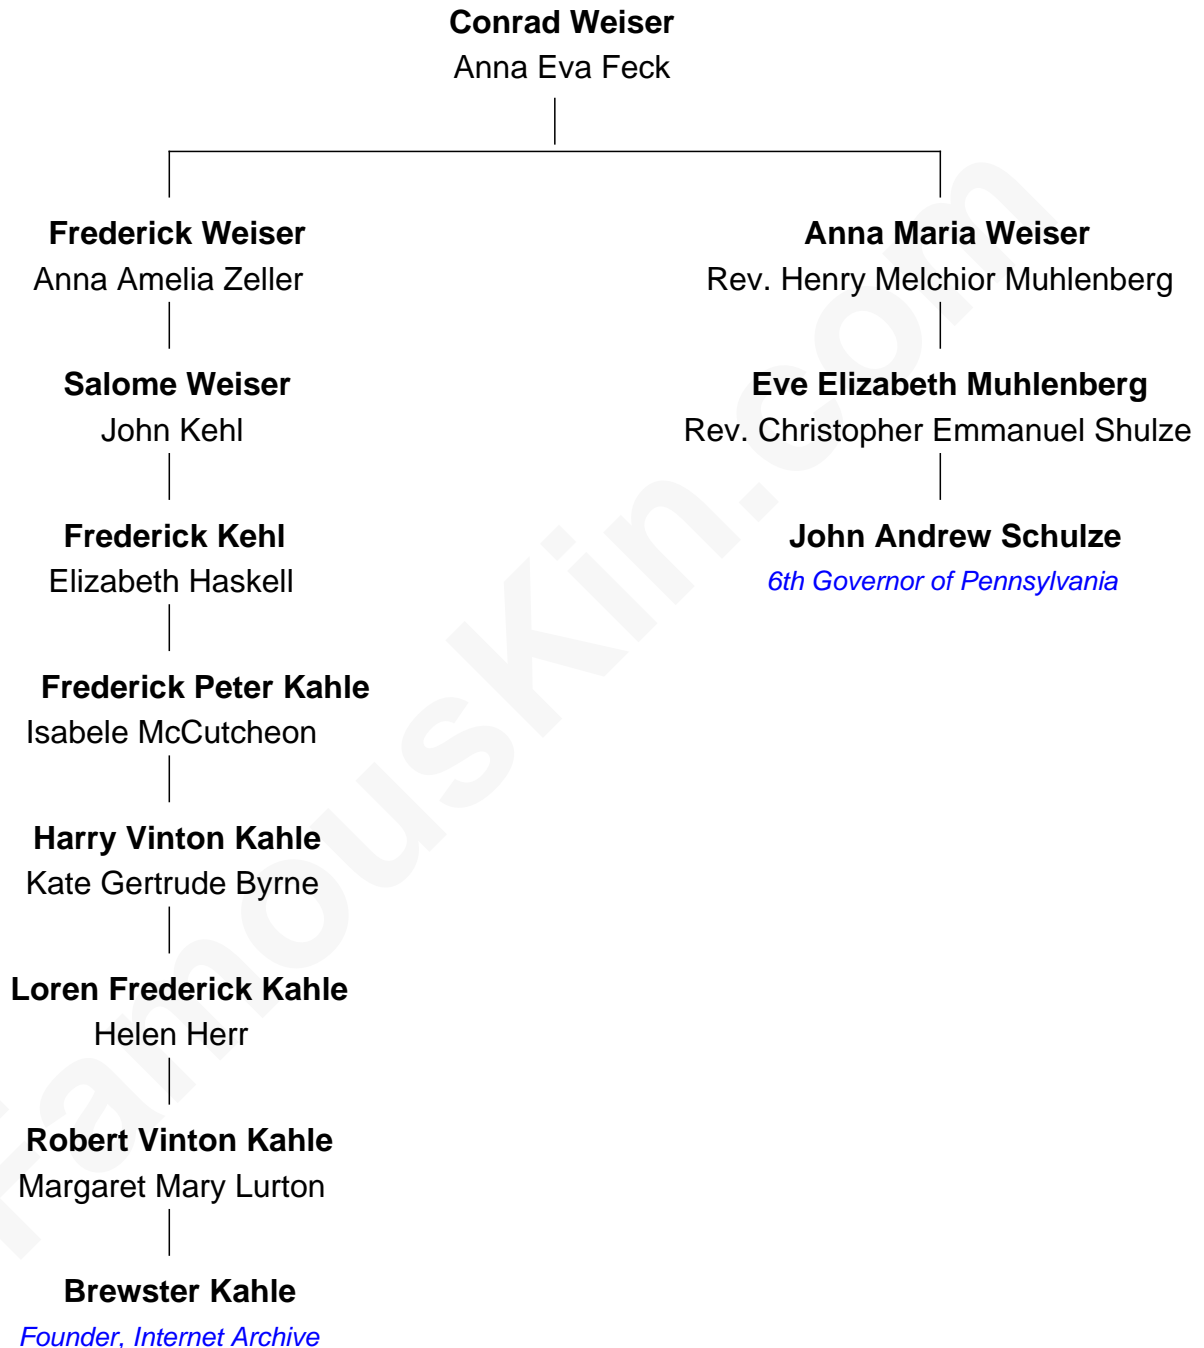 Conrad Weiser
Anna Eva Feck
Frederick Weiser
Anna Amelia Zeller
Anna Maria Weiser
Rev. Henry Melchior Muhlenberg
Salome Weiser
John Kehl
Eve Elizabeth Muhlenberg
Rev. Christopher Emmanuel Shulze
Frederick Kehl
Elizabeth Haskell
John Andrew Schulze
6th Governor of Pennsylvania
Frederick Peter Kahle
Isabele McCutcheon
Harry Vinton Kahle
Kate Gertrude Byrne
Loren Frederick Kahle
Helen Herr
Robert Vinton Kahle
Margaret Mary Lurton
Brewster Kahle
Founder, Internet Archive
FamousKin.com